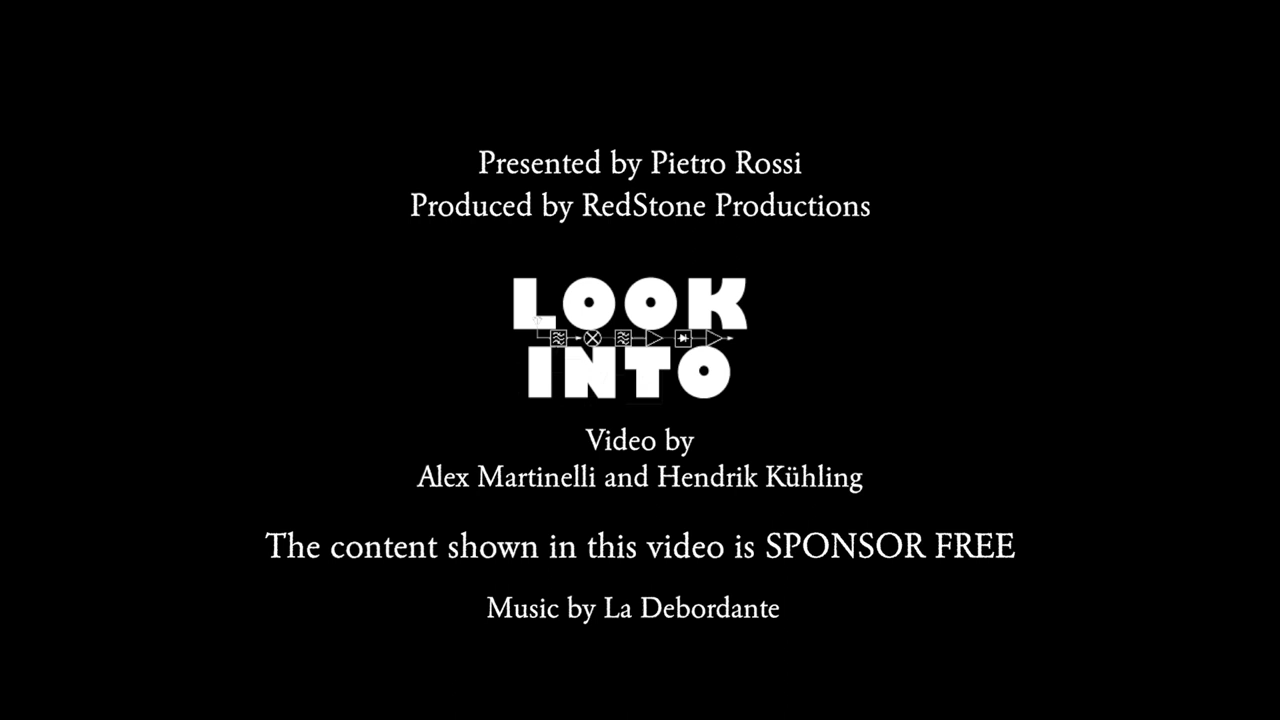 Presented by Pietro Rossi
Produced by RedStone Productions
LOOK
INTO
Video by
Alex Martinelli and Hendrik Kühling
The content shown in this video is SPONSOR FREE
Music by La Debordante